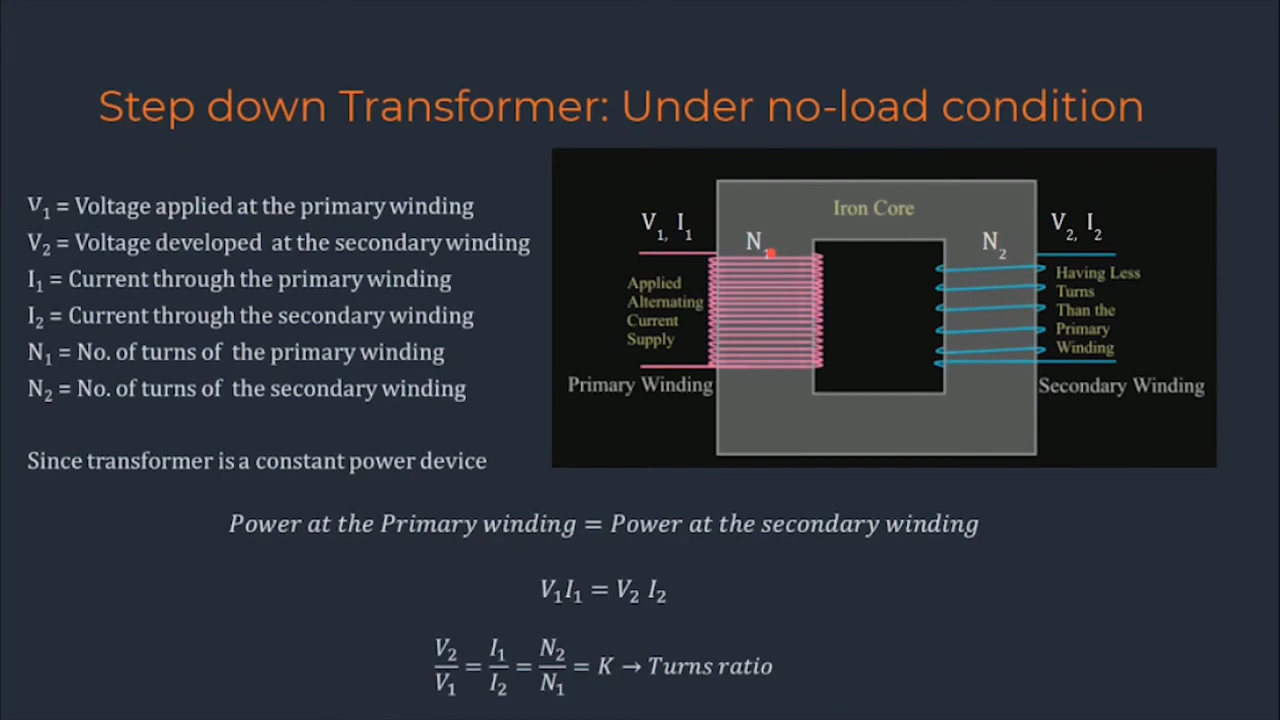 Step down Transformer: Under no-load condition
V₁ = Voltage applied at the primary winding
V₂ = Voltage developed at the secondary winding
I₁ = Current through the primary winding
I₂ = Current through the secondary winding
N₁ = No. of turns of the primary winding
N₂ = No. of turns of the secondary winding
Since transformer is a constant power device
Iron Core
V₁, I₁
N₁
N₂
V₂, I₂
Applied
Alternating
Current
Supply
Having Less
Turns
Than the
Primary
Winding
Primary Winding
Secondary Winding
Power at the Primary winding = Power at the secondary winding
V₁I₁ = V₂ I₂
V₂/V₁ = I₁/I₂ = N₂/N₁ = K → Turns ratio